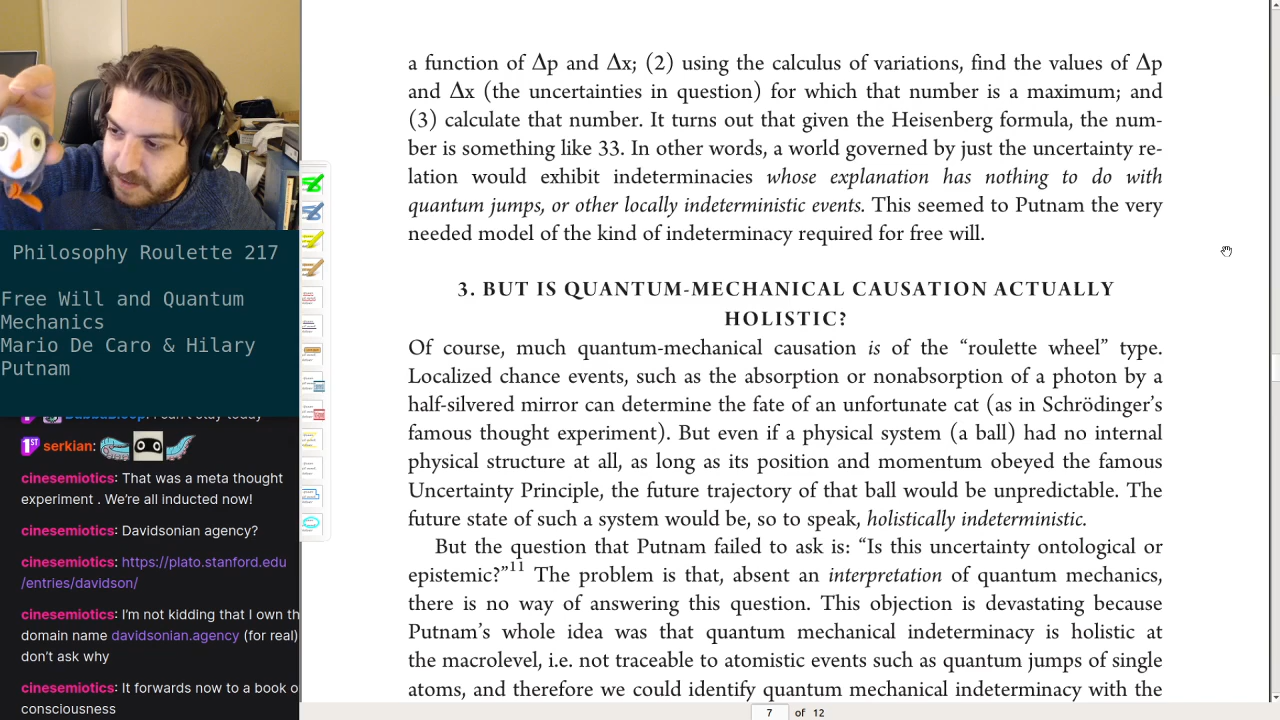 Philosophy Roulette 217
Free Will and Quantum
Mechanics
Mario De Caro & Hilary
Putnam
serkian:
cinesemiotics: That was a meta thought
experiment . We're all inducted now!
cinesemiotics: Davidsonian agency?
cinesemiotics: https://plato.stanford.edu
/entries/davidson/
cinesemiotics: I'm not kidding that I own th
domain name davidsonian.agency (for real)
don't ask why
cinesemiotics: It forwards now to a book o
consciousness
a function of Δp and Δx; (2) using the calculus of variations, find the values of Δp
and Δx (the uncertainties in question) for which that number is a maximum; and
(3) calculate that number. It turns out that given the Heisenberg formula, the num-
ber is something like 33. In other words, a world governed by just the uncertainty re-
lation would exhibit indeterminacies whose explanation has nothing to do with
quantum jumps, or other locally indeterministic events. This seemed to Putnam the very
needed model of the kind of indeterminacy required for free will.
3 BUT IS QUANTUM-MECHANICAL CAUSATION ACTUALLY
HOLISTIC?
Of course, much quantum-mechanical causation is of the "roulette wheel" type.
Localized chance events, such as the absorption or nonabsorption of a photon by a
half-silvered mirror, can determine the fate of an unfortunate cat (as in Schrödinger's
famous thought experiment). But even if a physical system (a ball) had no internal
physical structure at all, as long as its position and momentum obeyed the famous
Uncertainty Principle, the future trajectory of that ball would be unpredictable. The
future state of such a system would be, so to speak, holistically indeterministic.
But the question that Putnam failed to ask is: "Is this uncertainty ontological or
epistemic?"11 The problem is that, absent an interpretation of quantum mechanics,
there is no way of answering this question. This objection is devastating because
Putnam's whole idea was that quantum mechanical indeterminacy is holistic at
the macrolevel, i.e. not traceable to atomistic events such as quantum jumps of single
atoms, and therefore we could identify quantum mechanical indeterminacy with the
7 of 12